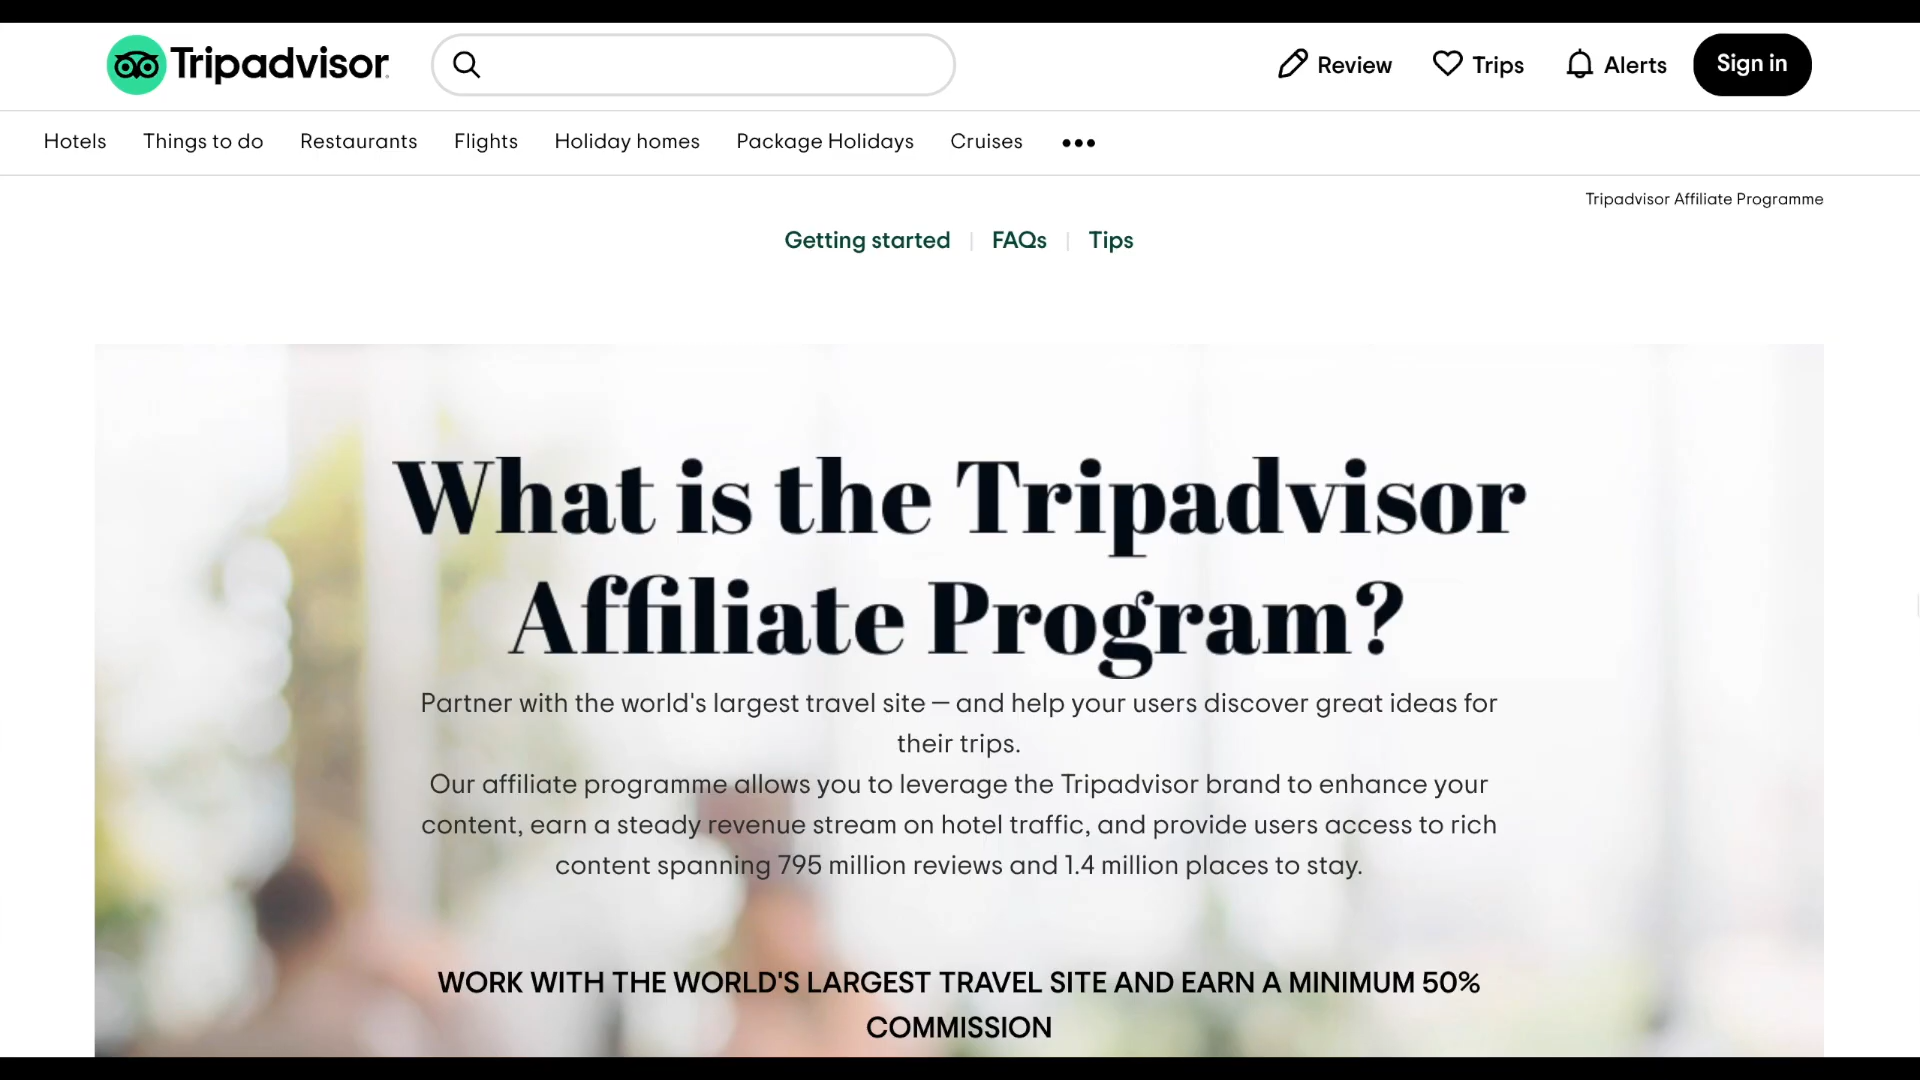 Tripadvisor
Review
Trips
Alerts
Sign in
Hotels
Things to do
Restaurants
Flights
Holiday homes
Package Holidays
Cruises
Tripadvisor Affiliate Programme
Getting started | FAQs | Tips
What is the Tripadvisor
Affiliate Program?
Partner with the world's largest travel site — and help your users discover great ideas for
their trips.
Our affiliate programme allows you to leverage the Tripadvisor brand to enhance your
content, earn a steady revenue stream on hotel traffic, and provide users access to rich
content spanning 795 million reviews and 1.4 million places to stay.
WORK WITH THE WORLD'S LARGEST TRAVEL SITE AND EARN A MINIMUM 50%
COMMISSION